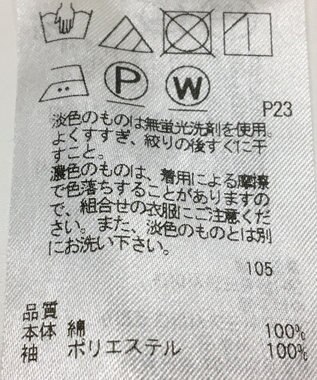 P
W
P23
淡色のものは無蛍光洗剤を使用。
よくすすぎ、絞りの後すぐに干
すこと。
濃色のものは、着用による摩擦
で色落ちすることがありますの
で、組合せの衣服にご注意くだ
さい。また、淡色のものとは別
にお洗い下さい。
105
品質
本体 綿 100%
袖 ポリエステル 100%